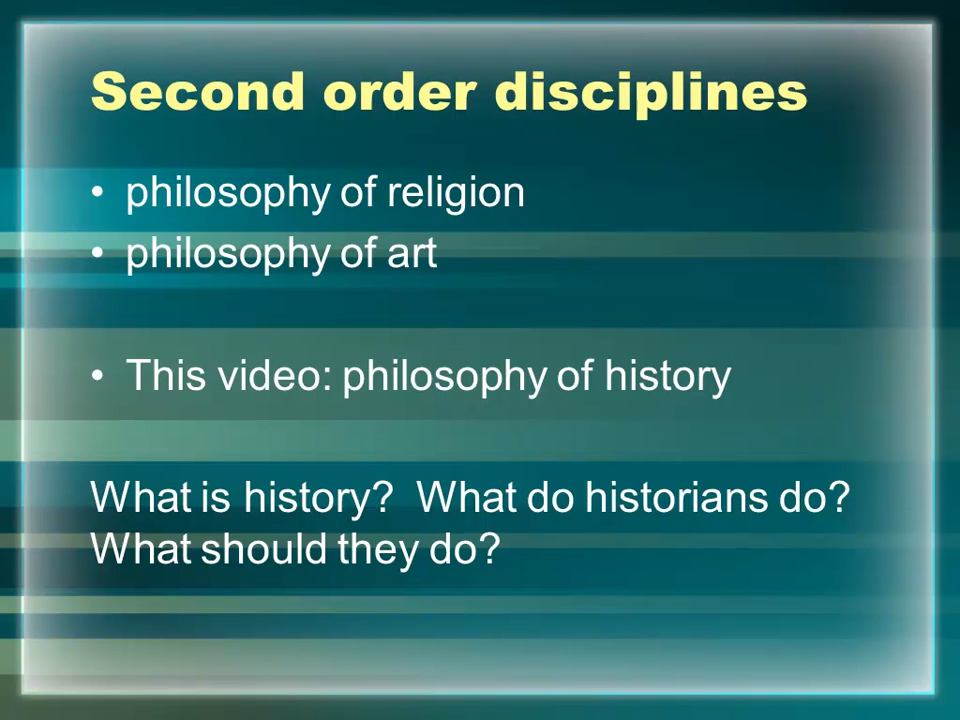 Second order disciplines
• philosophy of religion
• philosophy of art
• This video: philosophy of history
What is history?  What do historians do?
What should they do?